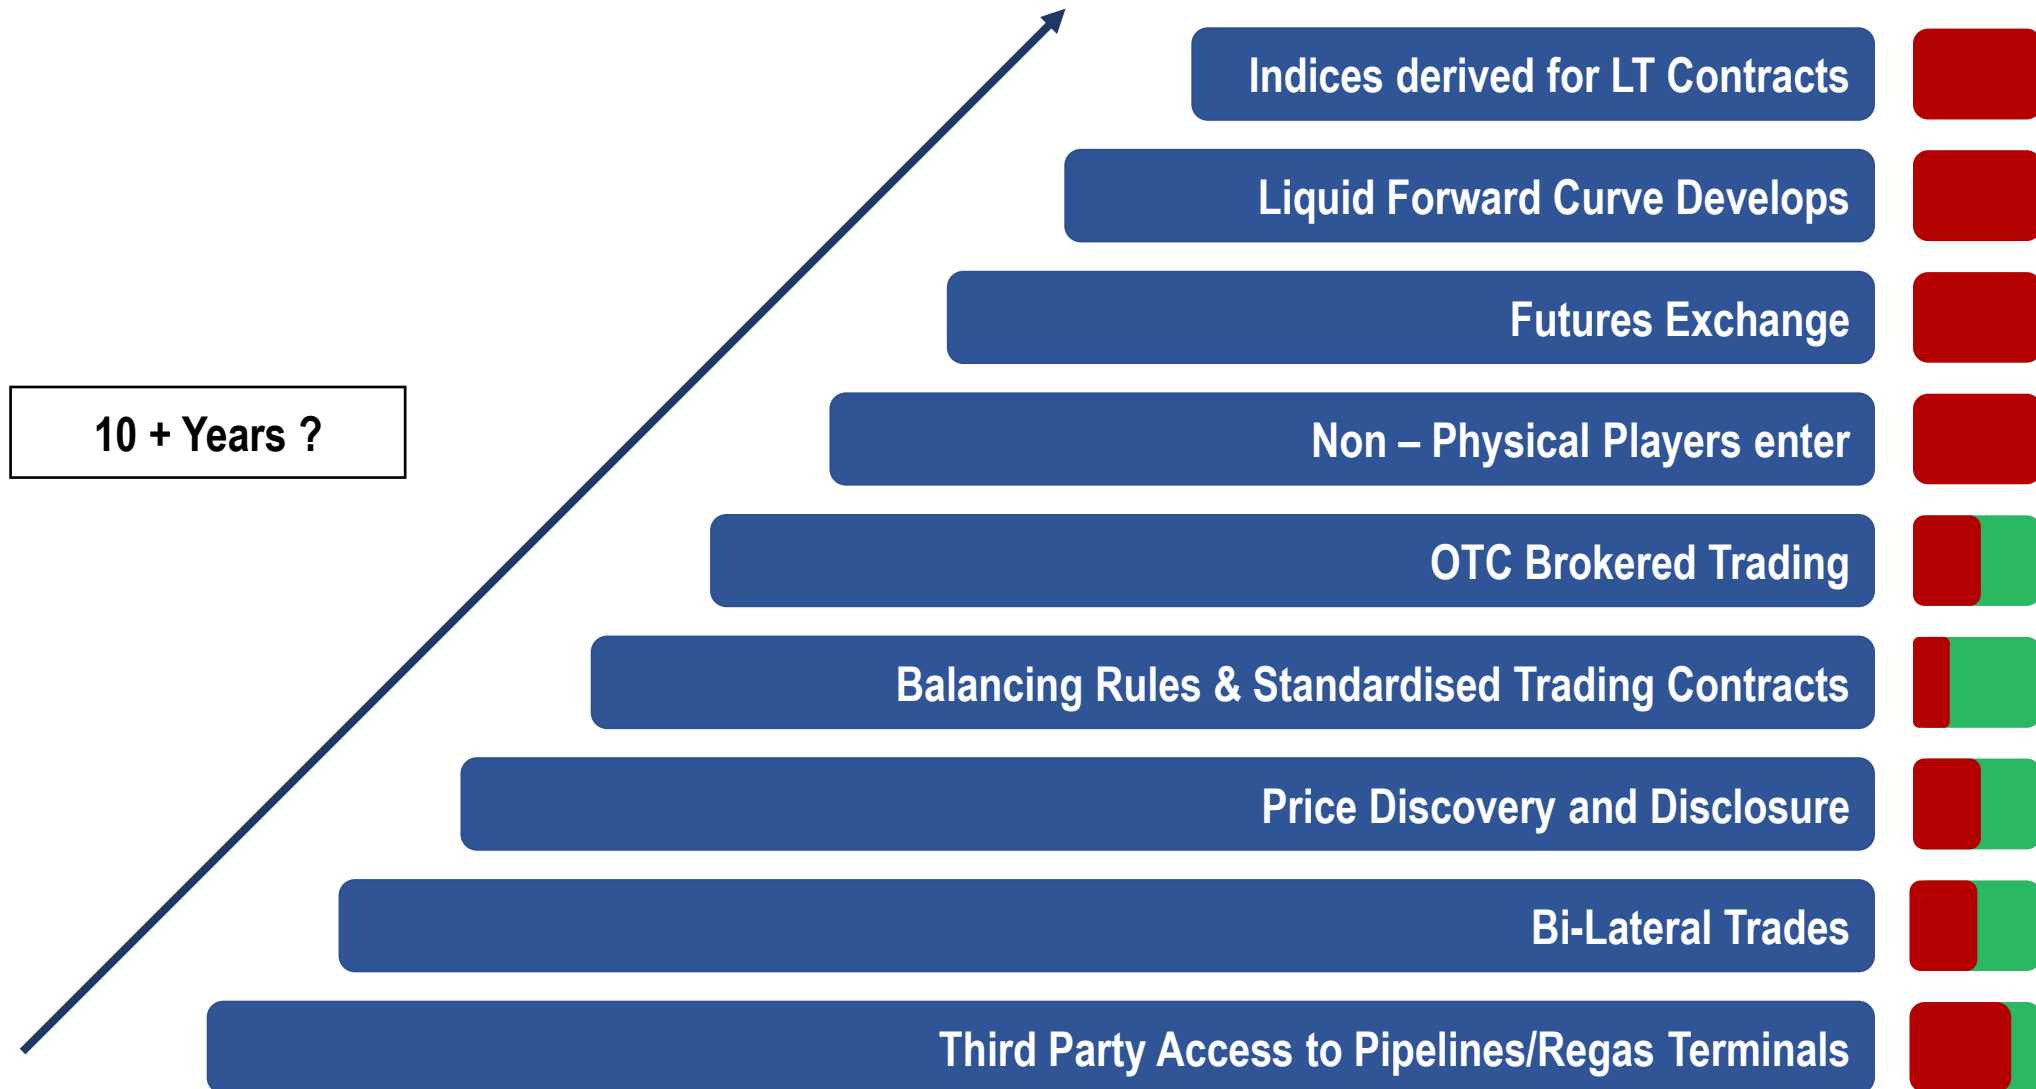 Indices derived for LT Contracts
Liquid Forward Curve Develops
Futures Exchange
10 + Years ?
Non – Physical Players enter
OTC Brokered Trading
Balancing Rules & Standardised Trading Contracts
Price Discovery and Disclosure
Bi-Lateral Trades
Third Party Access to Pipelines/Regas Terminals